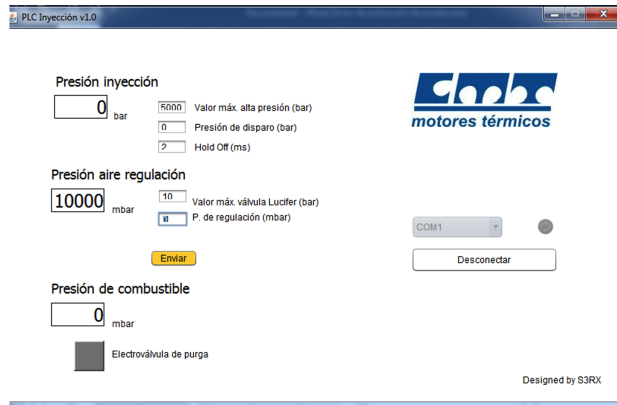 PLC Inyección v1.0
Presión inyección
0 bar
5000 Valor máx. alta presión (bar)
0 Presión de disparo (bar)
2 Hold Off (ms)
motores térmicos
Presión aire regulación
10000 mbar
10 Valor máx. válvula Lucifer (bar)
P. de regulación (mbar)
COM1
Enviar
Desconectar
Presión de combustible
0 mbar
Electroválvula de purga
Designed by S3RX